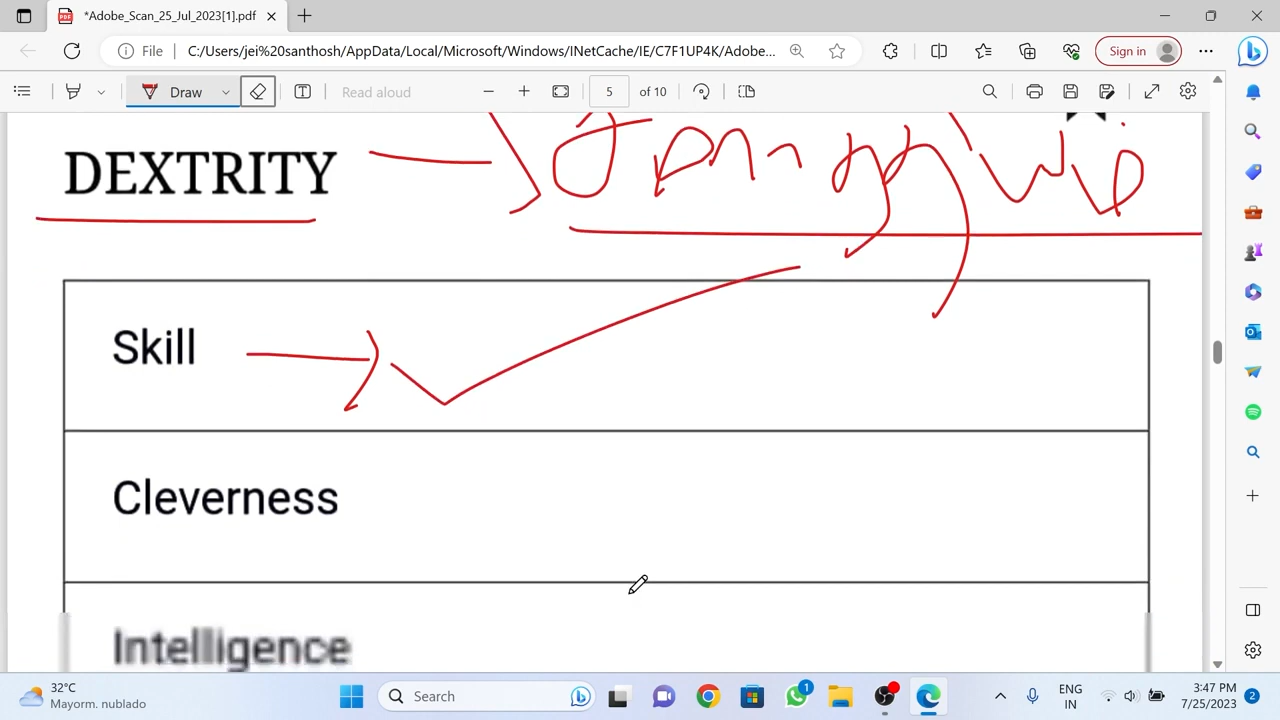 *Adobe_Scan_25_Jul_2023[1].pdf
File C:/Users/jei%20santhosh/AppData/Local/Microsoft/Windows/INetCache/IE/C7F1UP4K/Adobe... Sign in
Draw Read aloud 5 of 10
DEXTRITY
Skill
Cleverness
Intelligence
32°C
Mayorm. nublado
Search
1
ENG
IN
3:47 PM
7/25/2023
2